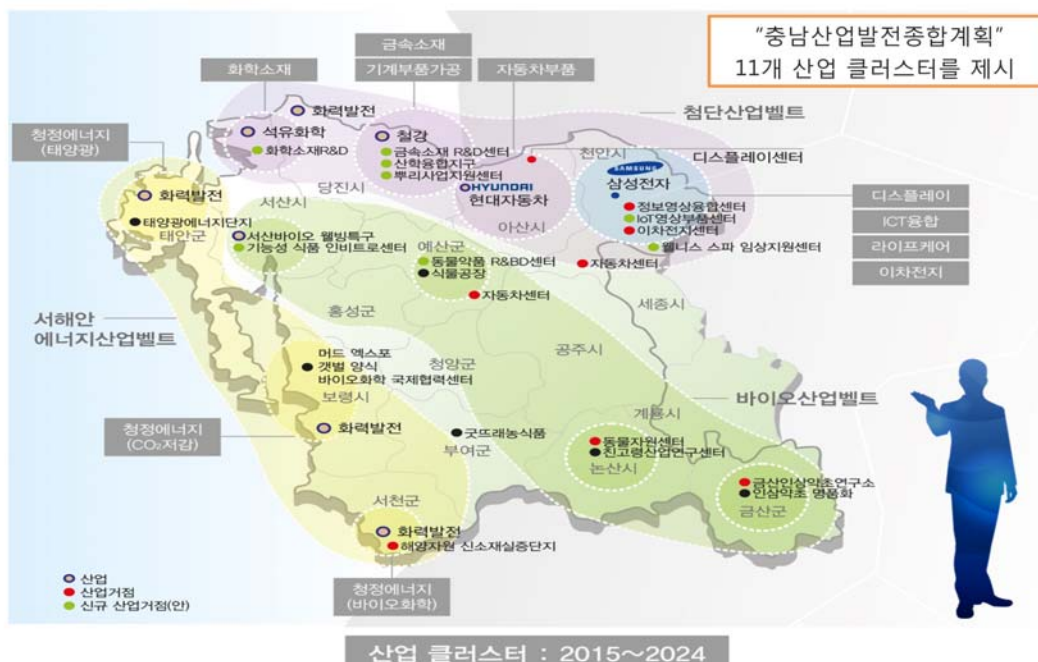 "충남산업발전종합계획"
11개 산업 클러스터를 제시
금속소재
화학소재
기계부품가공
자동차부품
첨단산업벨트
청정에너지
(태양광)
화력발전
석유화학
화학소재R&D
철강
금속소재 R&D센터
산학융합지구
뿌리사업지원센터
당진시
천안시
디스플레이센터
SAMSUNG
삼성전자
HYUNDAI
현대자동차
아산시
정보영상융합센터
IoT영상부품센터
이차전지센터
웰니스 스파 임상지원센터
디스플레이
ICT융합
라이프케어
이차전지
화력발전
태양광에너지단지
태안군
서산시
서산바이오 웰빙특구
기능성 식품 인비트로센터
예산군
동물약품 R&BD센터
식물공장
자동차센터
자동차센터
세종시
홍성군
서해안
에너지산업벨트
공주시
청양군
머드 엑스포
갯벌 양식
바이오화학 국제협력센터
보령시
바이오산업벨트
계룡시
청정에너지
(CO₂저감)
화력발전
굿뜨래농식품
부여군
동물자원센터
친고령산업연구센터
논산시
금산인삼약초연구소
인삼약초 명품화
금산군
서천군
화력발전
해양자원 신소재실증단지
청정에너지
(바이오화학)
산업
산업거점
신규 산업거점(안)
산업 클러스터 : 2015~2024